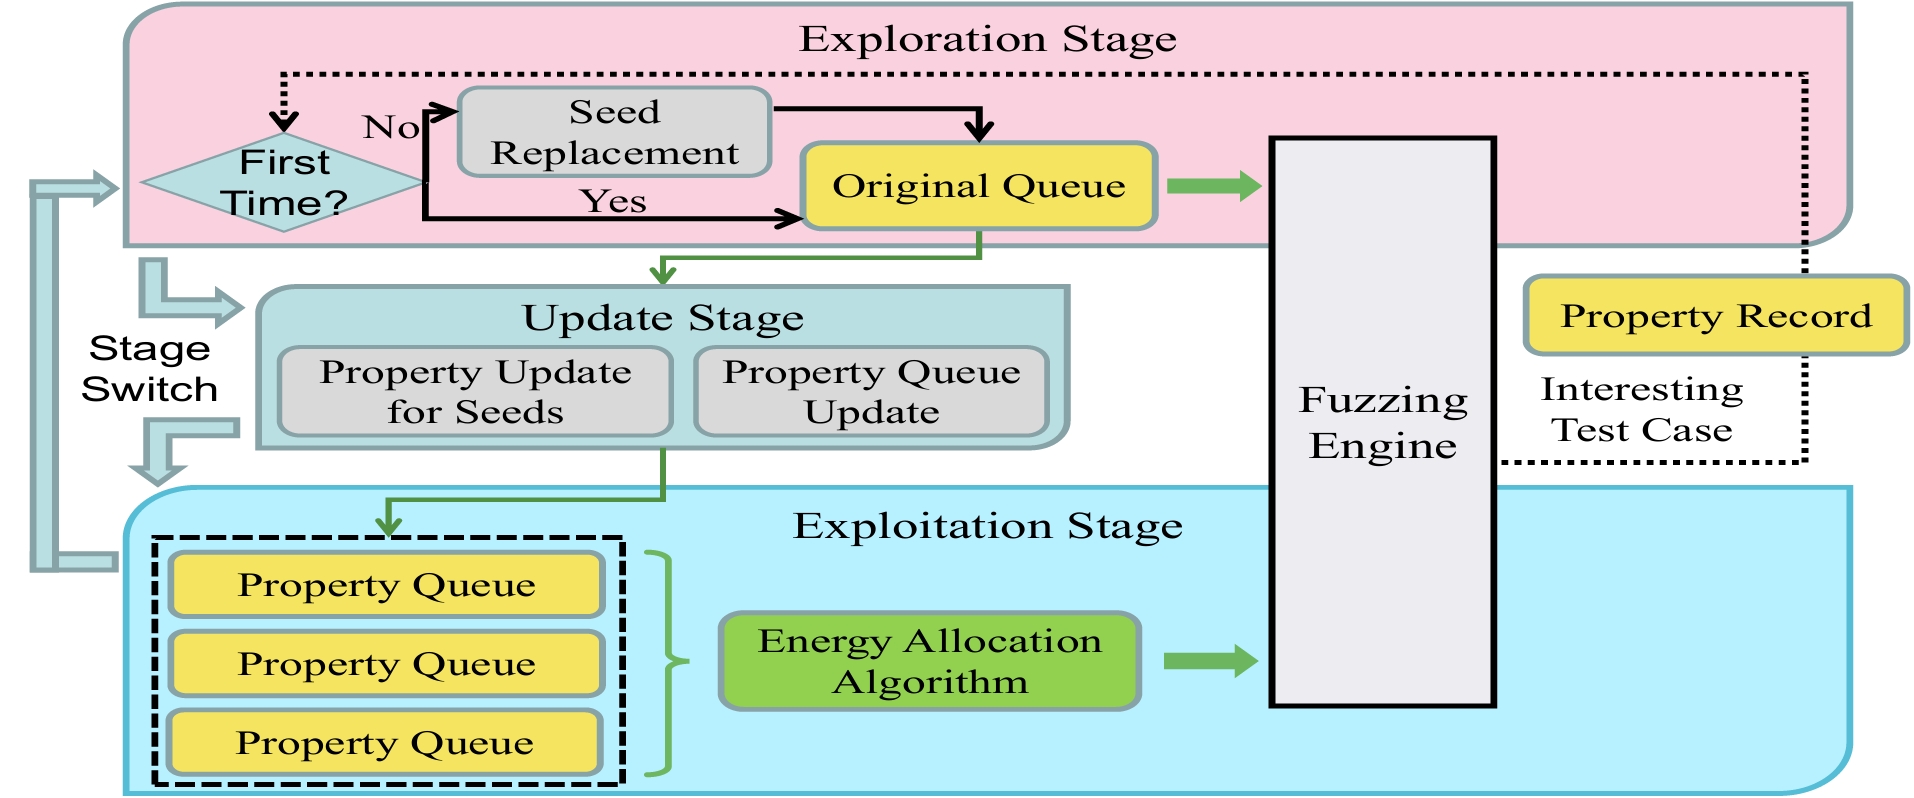 Exploration Stage
No
Seed
Replacement
First
Time?
Yes
Original Queue
Update Stage
Property Record
Stage
Switch
Property Update
for Seeds
Property Queue
Update
Fuzzing
Engine
Interesting
Test Case
Exploitation Stage
Property Queue
Property Queue
Property Queue
Energy Allocation
Algorithm